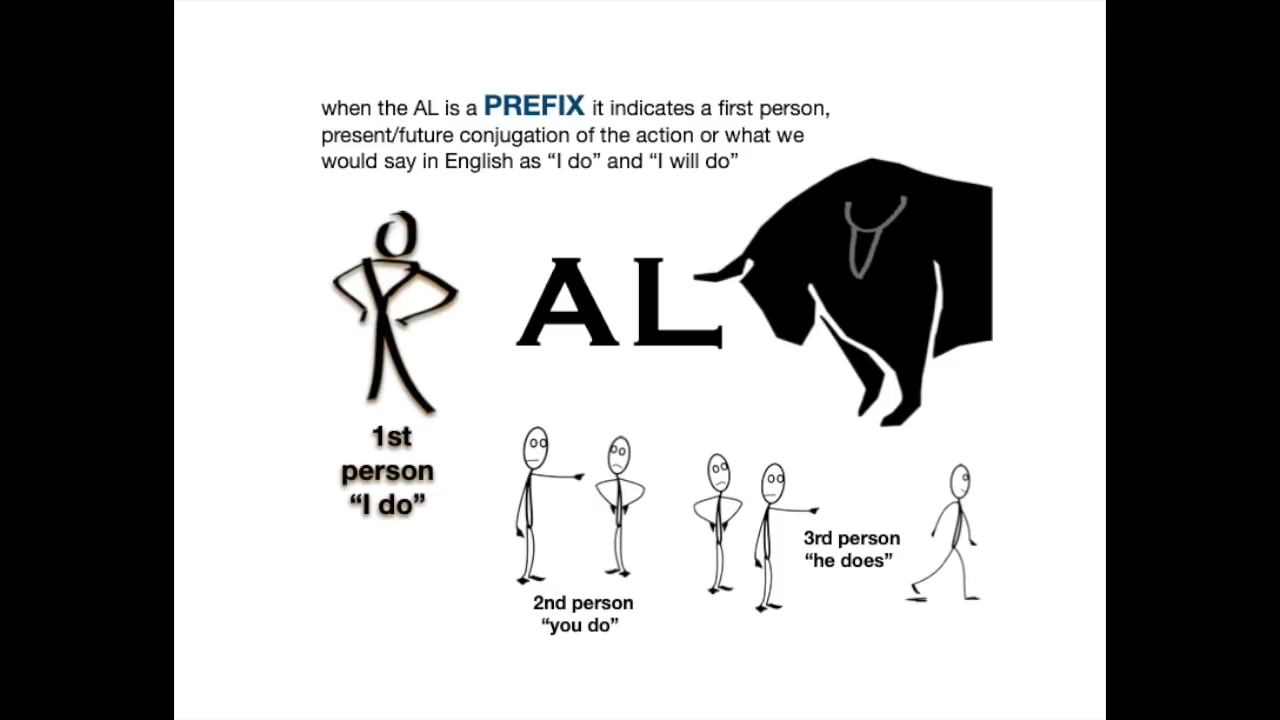 when the AL is a PREFIX it indicates a first person,
present/future conjugation of the action or what we
would say in English as “I do” and “I will do”
AL
1st
person
“I do”
3rd person
“he does”
2nd person
“you do”